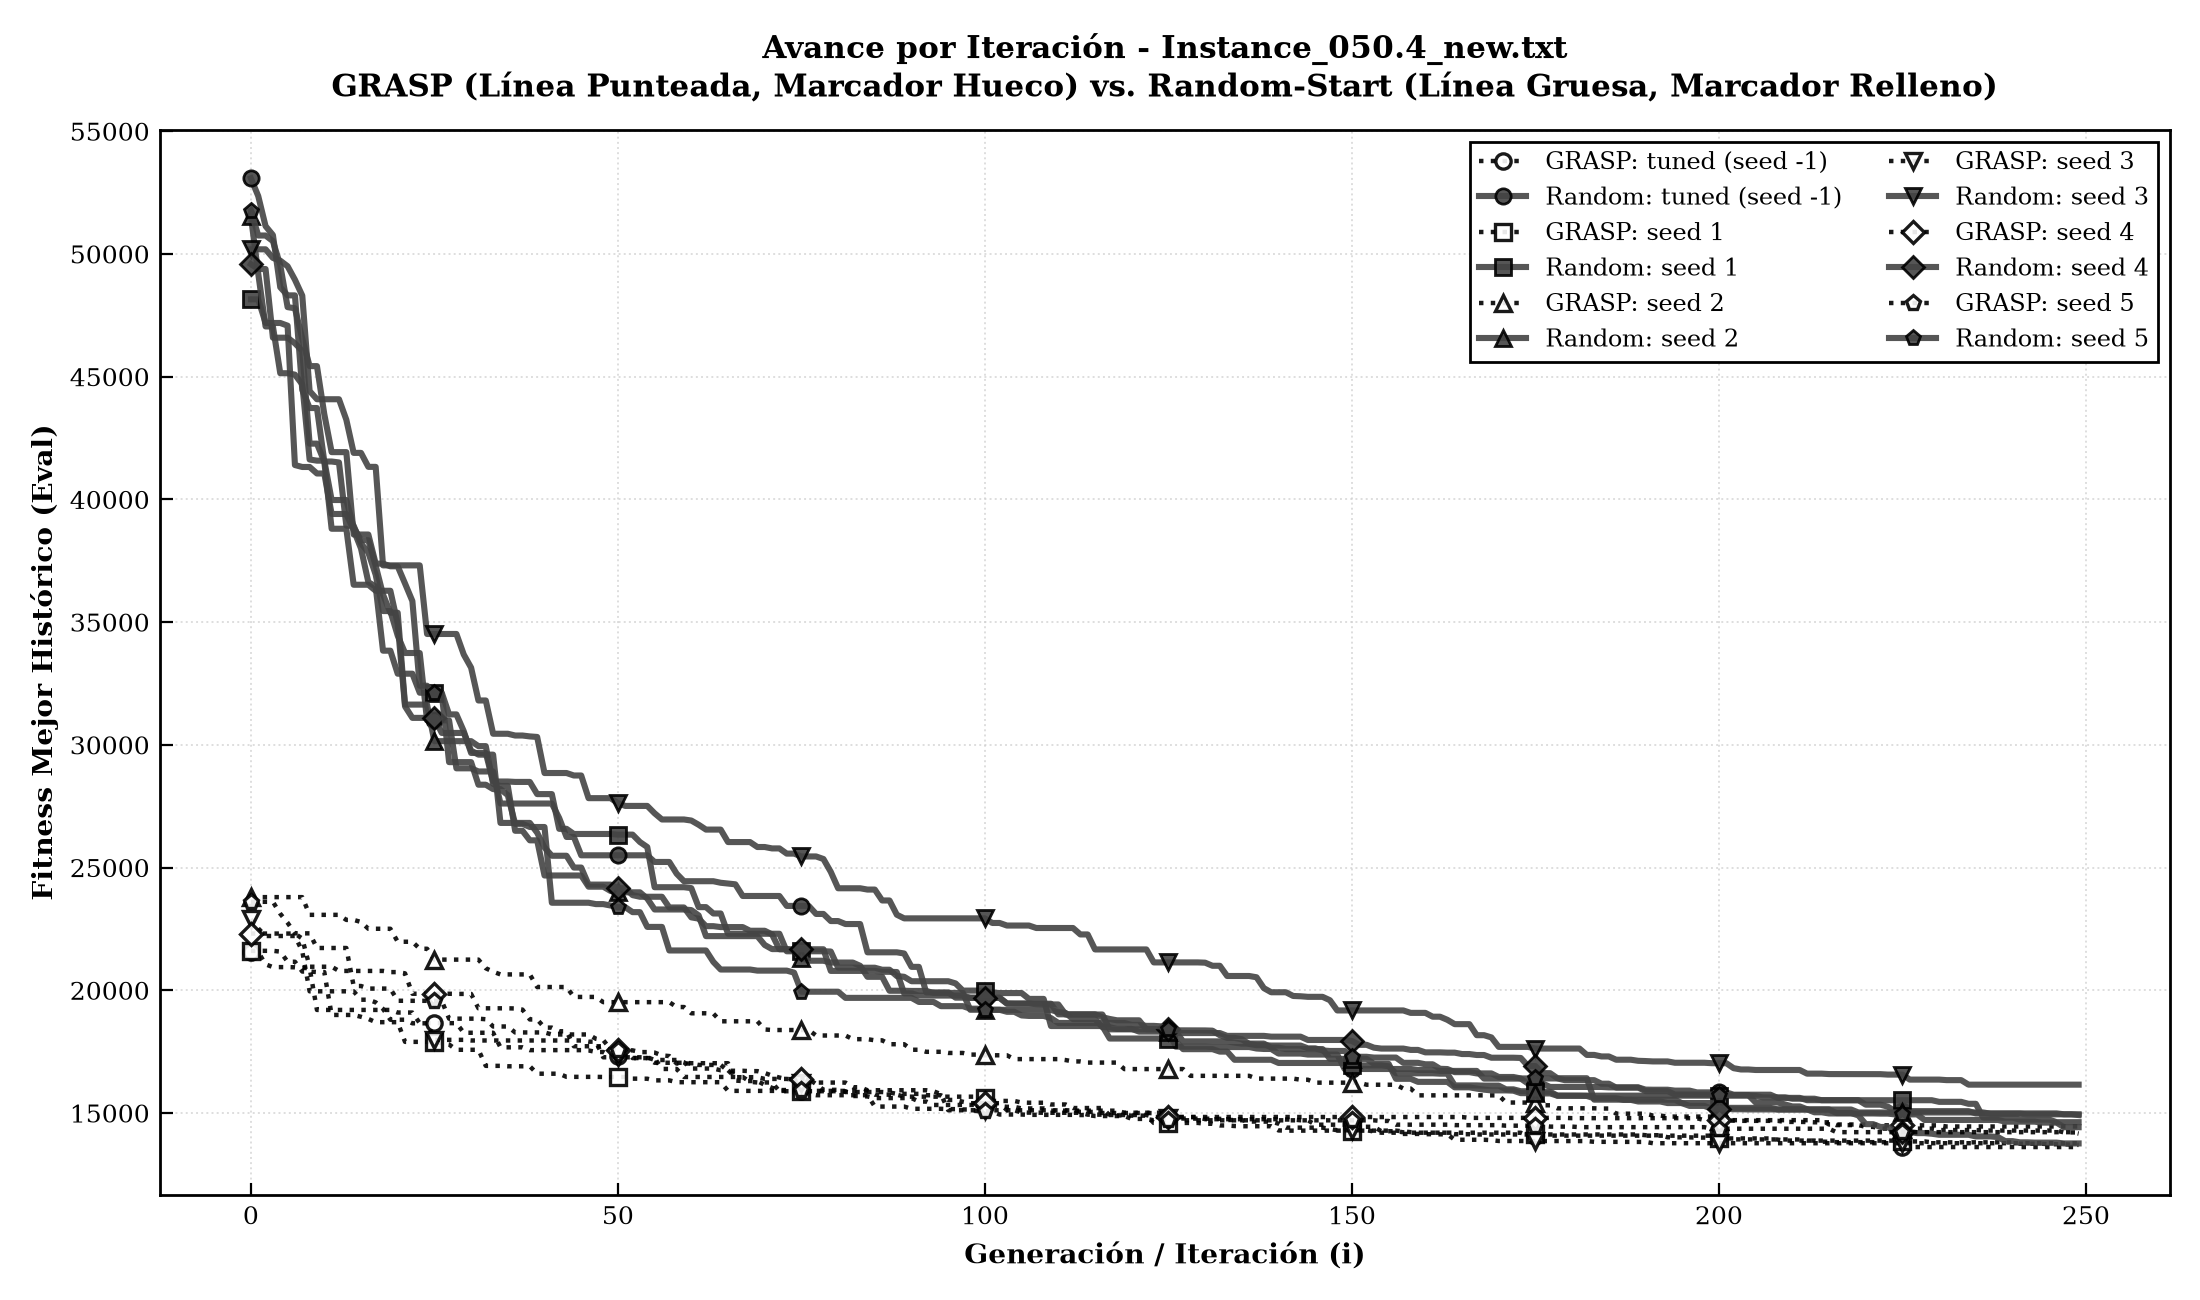 Avance por Iteración - Instance_050.4_new.txt
GRASP (Línea Punteada, Marcador Hueco) vs. Random-Start (Línea Gruesa, Marcador Relleno)
55000
50000
45000
40000
35000
30000
25000
20000
15000
Fitness Mejor Histórico (Eval)
GRASP: tuned (seed -1)
Random: tuned (seed -1)
GRASP: seed 1
Random: seed 1
GRASP: seed 2
Random: seed 2
GRASP: seed 3
Random: seed 3
GRASP: seed 4
Random: seed 4
GRASP: seed 5
Random: seed 5
0
50
100
150
200
250
Generación / Iteración (i)